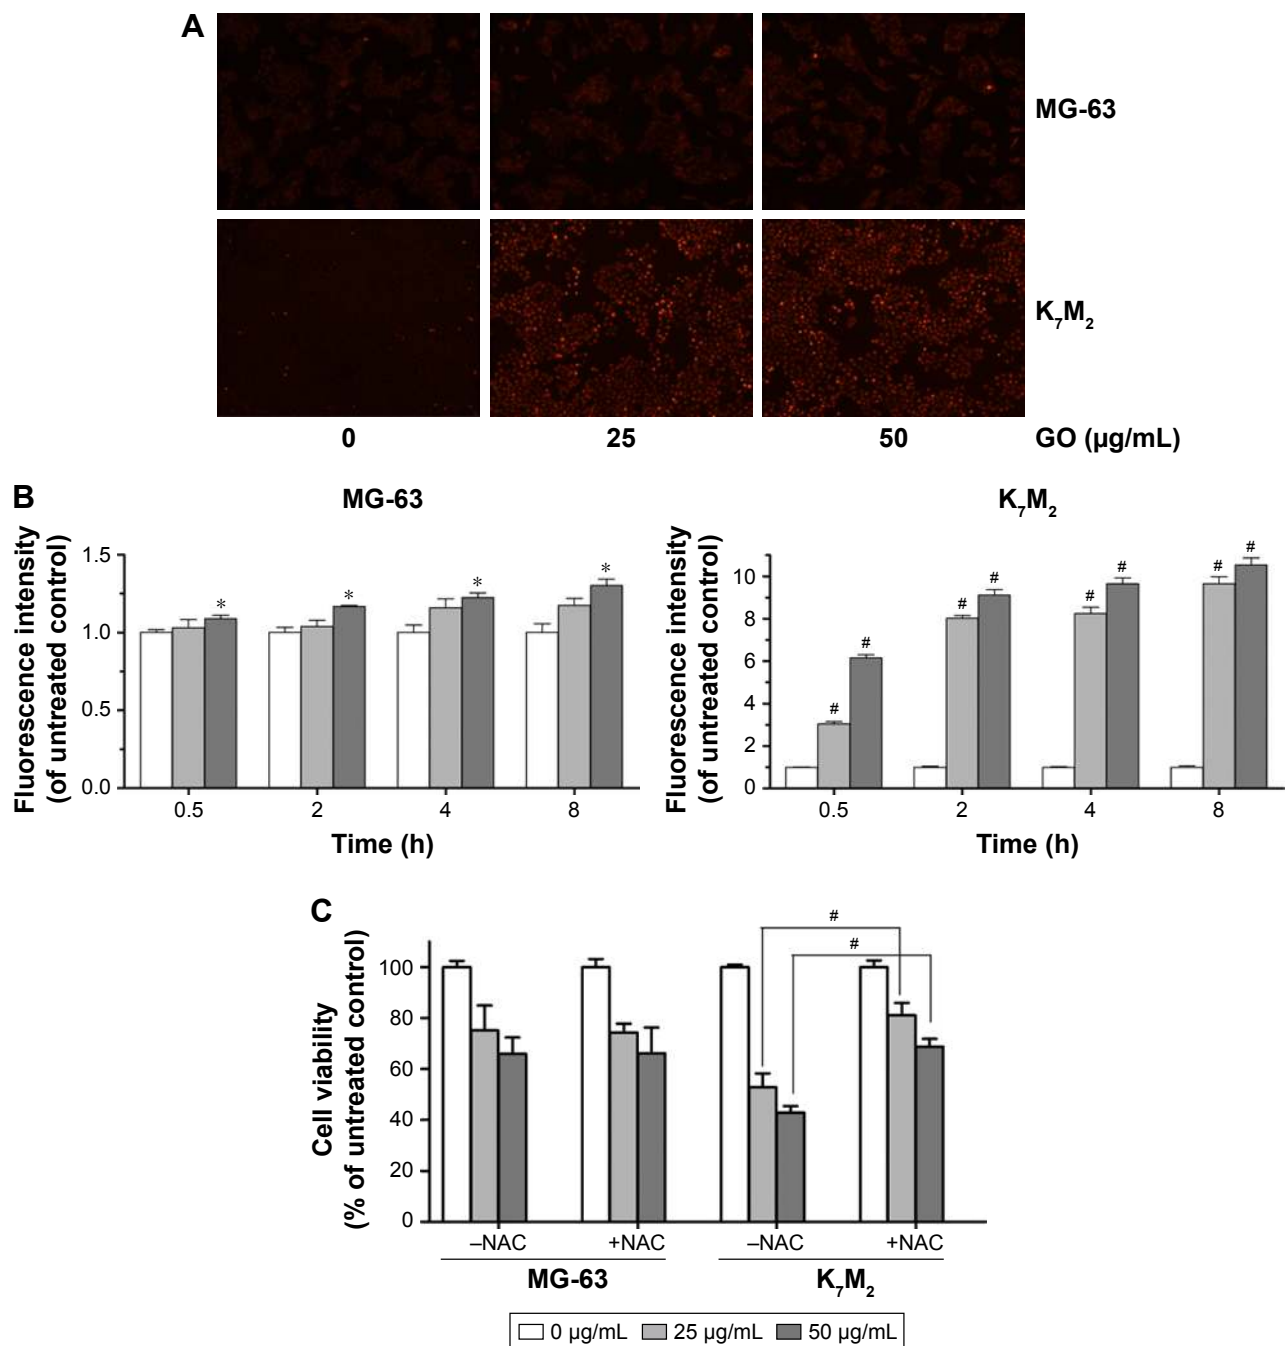 A
MG-63
K₇M₂
0 25 50 GO (µg/mL)
B
MG-63
Fluorescence intensity
(of untreated control)
1.5
1.0
0.5
0.0
* * * *
0.5 2 4 8
Time (h)
K₇M₂
Fluorescence intensity
(of untreated control)
10
8
6
4
2
1
0
# # # # # # # #
0.5 2 4 8
Time (h)
C
Cell viability
(% of untreated control)
100
80
60
40
20
0
#
#
–NAC +NAC –NAC +NAC
MG-63 K₇M₂
0 µg/mL 25 µg/mL 50 µg/mL